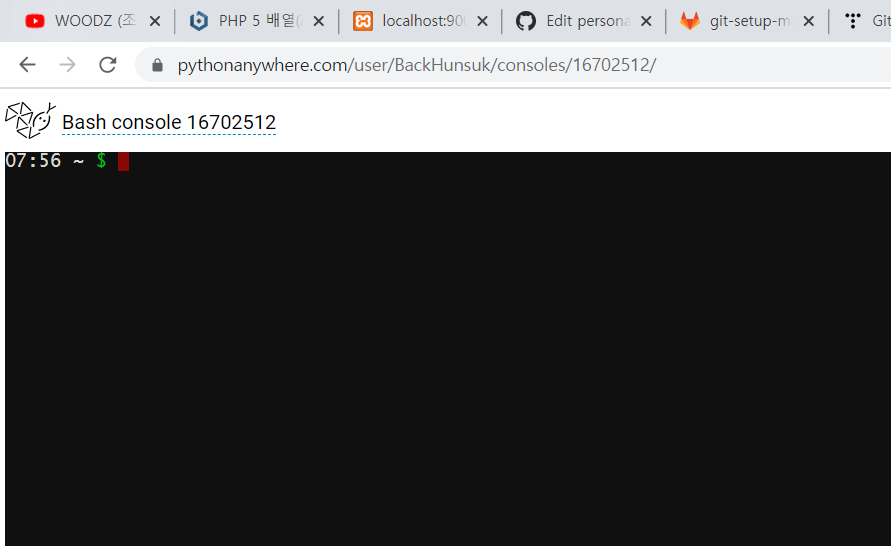 WOODZ (조
PHP 5 배열(
localhost:90
Edit persona
git-setup-m
Git
pythonanywhere.com/user/BackHunsuk/consoles/16702512/
Bash console 16702512
07:56 ~ $